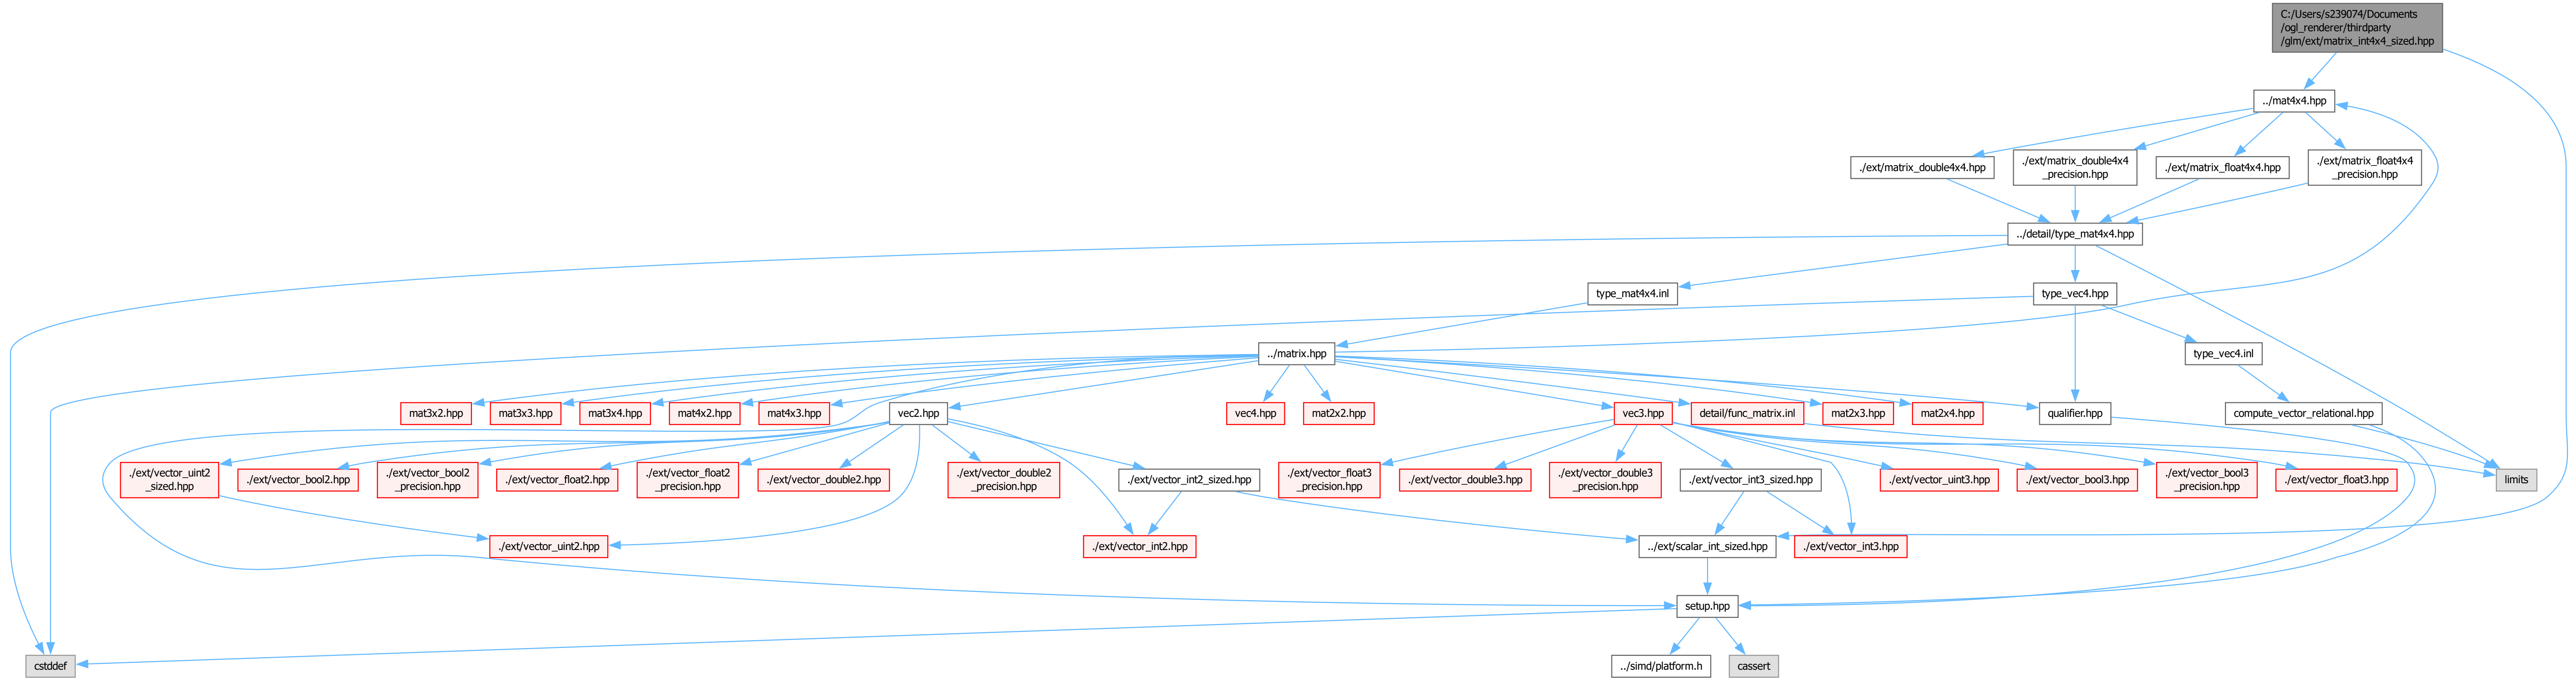 C:/Users/s239074/Documents
/ogl_renderer/thirdparty
/glm/ext/matrix_int4x4_sized.hpp
../mat4x4.hpp
./ext/matrix_double4x4.hpp
./ext/matrix_double4x4
_precision.hpp
./ext/matrix_float4x4.hpp
./ext/matrix_float4x4
_precision.hpp
../detail/type_mat4x4.hpp
type_mat4x4.inl
type_vec4.hpp
../matrix.hpp
type_vec4.inl
mat3x2.hpp
mat3x3.hpp
mat3x4.hpp
mat4x2.hpp
mat4x3.hpp
vec2.hpp
vec4.hpp
mat2x2.hpp
vec3.hpp
detail/func_matrix.inl
mat2x3.hpp
mat2x4.hpp
qualifier.hpp
compute_vector_relational.hpp
./ext/vector_uint2
_sized.hpp
./ext/vector_bool2.hpp
./ext/vector_bool2
_precision.hpp
./ext/vector_float2.hpp
./ext/vector_float2
_precision.hpp
./ext/vector_double2.hpp
./ext/vector_double2
_precision.hpp
./ext/vector_int2_sized.hpp
./ext/vector_float3
_precision.hpp
./ext/vector_double3.hpp
./ext/vector_double3
_precision.hpp
./ext/vector_int3_sized.hpp
./ext/vector_uint3.hpp
./ext/vector_bool3.hpp
./ext/vector_bool3
_precision.hpp
./ext/vector_float3.hpp
limits
./ext/vector_uint2.hpp
./ext/vector_int2.hpp
../ext/scalar_int_sized.hpp
./ext/vector_int3.hpp
setup.hpp
cstddef
../simd/platform.h
cassert